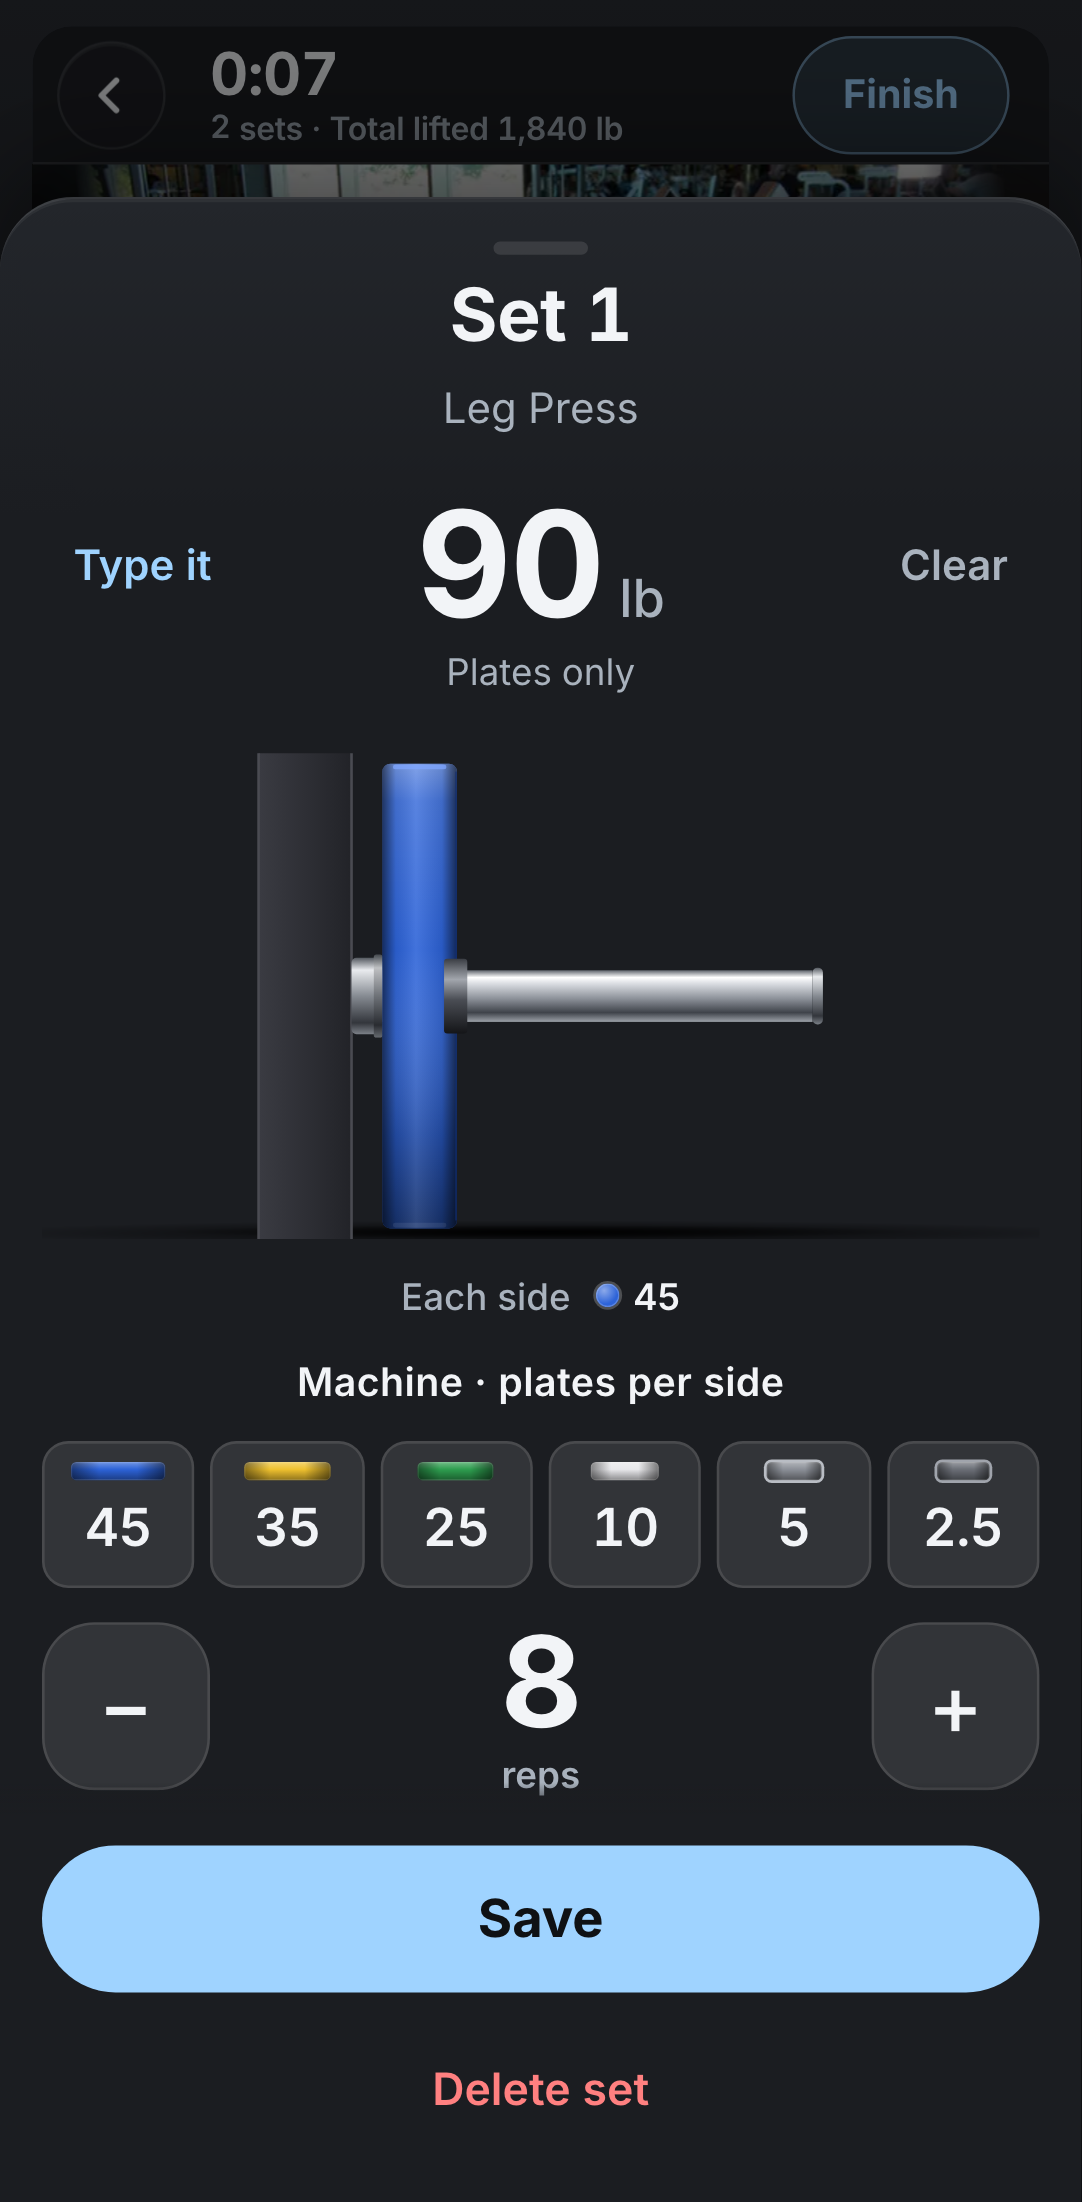 0:07
2 sets · Total lifted 1,840 lb
Finish
Set 1
Leg Press
Type it
90 lb
Clear
Plates only
Each side 45
Machine · plates per side
45 35 25 10 5 2.5
− 8 +
reps
Save
Delete set